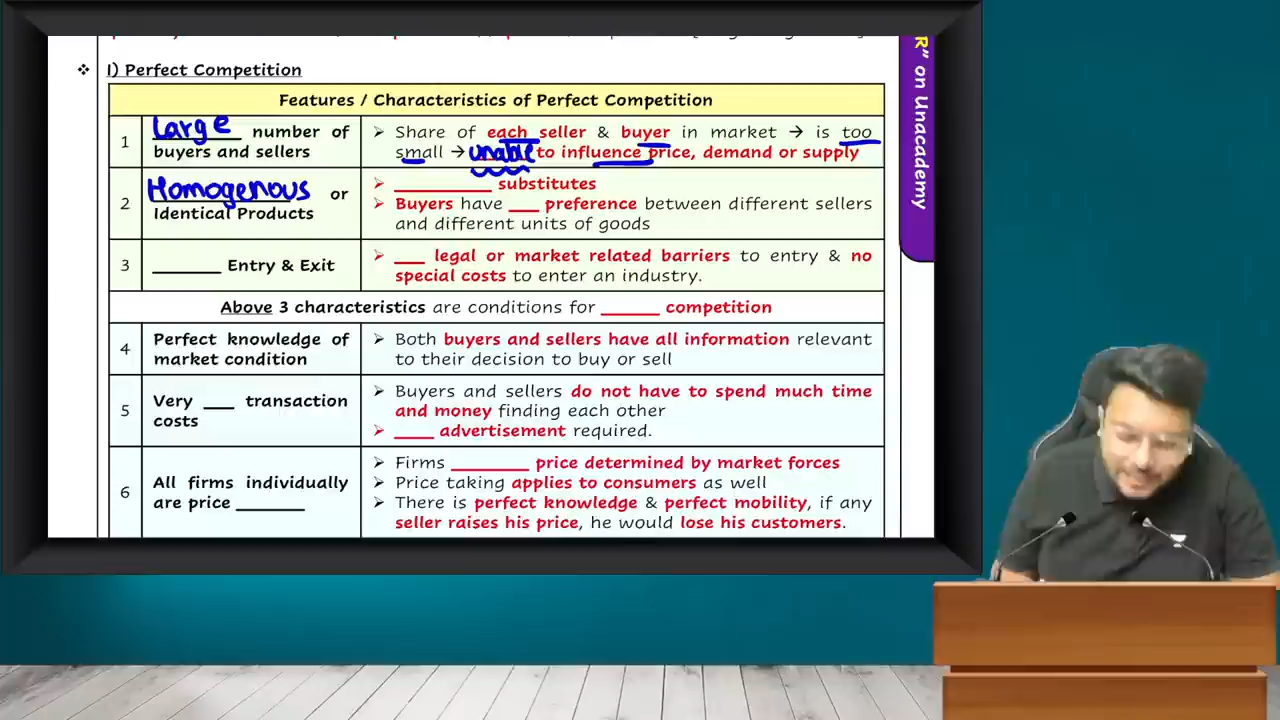 ❖ I) Perfect Competition
Features / Characteristics of Perfect Competition
1
Large number of
buyers and sellers
➢ Share of each seller & buyer in market → is too
small → unable to influence price, demand or supply
2
Homogenous or
Identical Products
➢ __________ substitutes
➢ Buyers have ___ preference between different sellers
and different units of goods
3
_______ Entry & Exit
➢ ___ legal or market related barriers to entry & no
special costs to enter an industry.
Above 3 characteristics are conditions for ______ competition
4
Perfect knowledge of
market condition
➢ Both buyers and sellers have all information relevant
to their decision to buy or sell
5
Very ___ transaction
costs
➢ Buyers and sellers do not have to spend much time
and money finding each other
➢ ____ advertisement required.
6
All firms individually
are price _______
➢ Firms ________ price determined by market forces
➢ Price taking applies to consumers as well
➢ There is perfect knowledge & perfect mobility, if any
seller raises his price, he would lose his customers.
R" on Unacademy